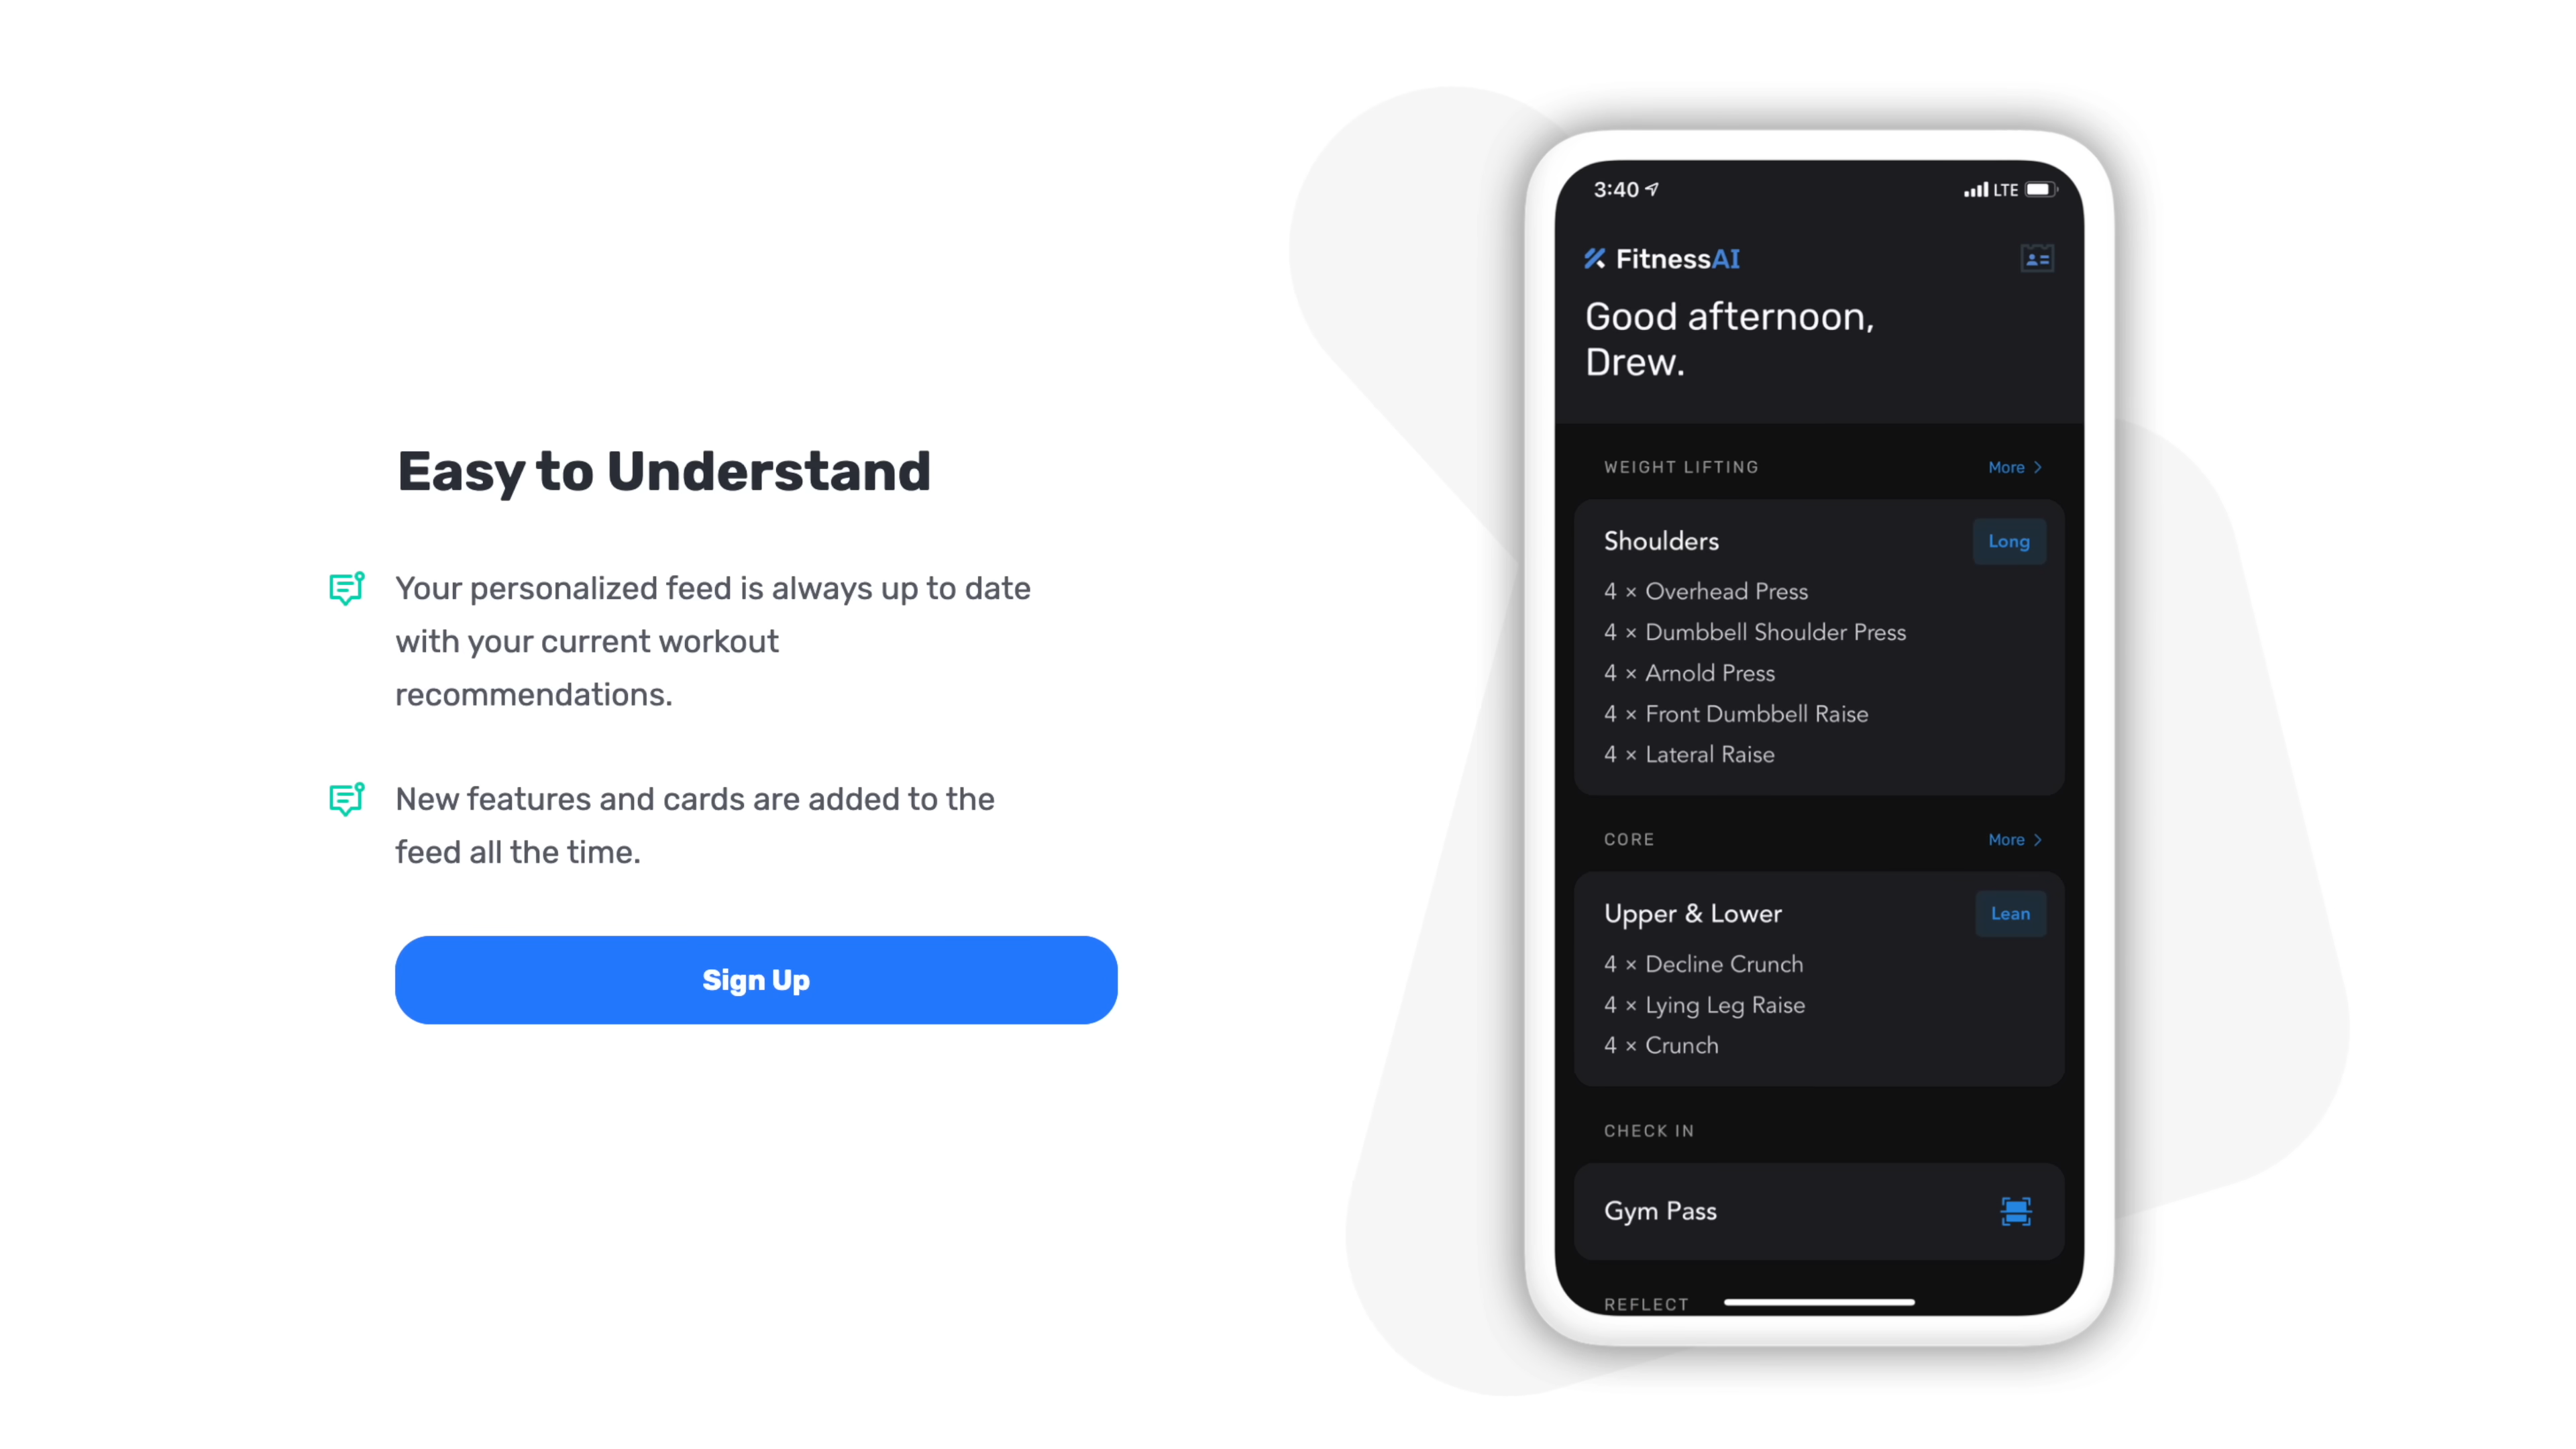 Easy to Understand
Your personalized feed is always up to date
with your current workout
recommendations.
New features and cards are added to the
feed all the time.
Sign Up
3:40
LTE
FitnessAI
Good afternoon,
Drew.
WEIGHT LIFTING
More >
Shoulders
Long
4 × Overhead Press
4 × Dumbbell Shoulder Press
4 × Arnold Press
4 × Front Dumbbell Raise
4 × Lateral Raise
CORE
More >
Upper & Lower
Lean
4 × Decline Crunch
4 × Lying Leg Raise
4 × Crunch
CHECK IN
Gym Pass
REFLECT